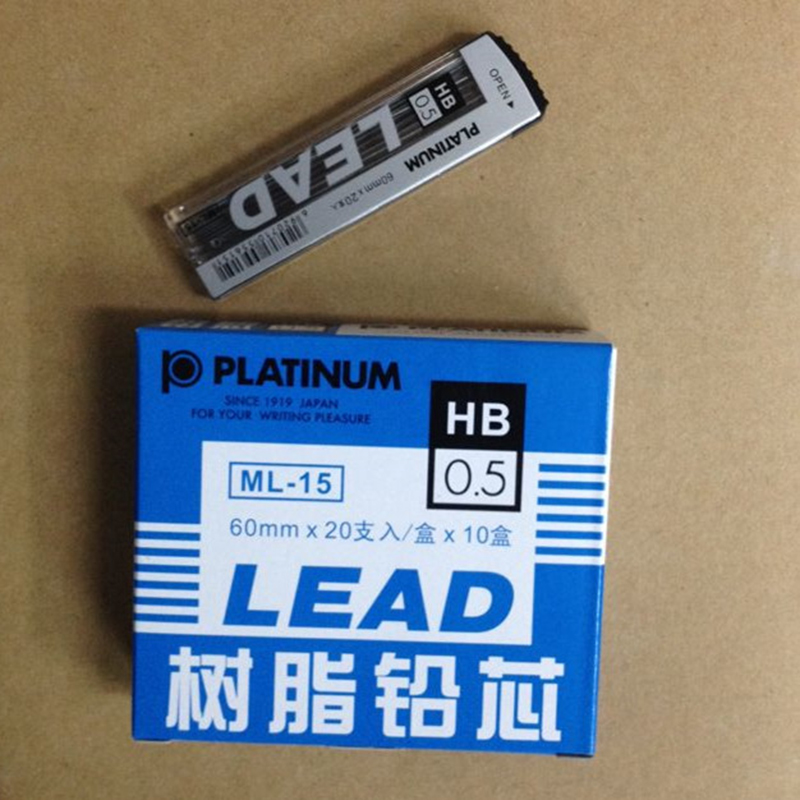 OPEN▶
HB
0.5
PLATINUM
LEAD
60mm x 20支入
ML-15
PLATINUM
SINCE 1919 JAPAN
FOR YOUR WRITING PLEASURE
HB
0.5
ML-15
60mm x 20支入/盒 x 10盒
LEAD
树脂铅芯